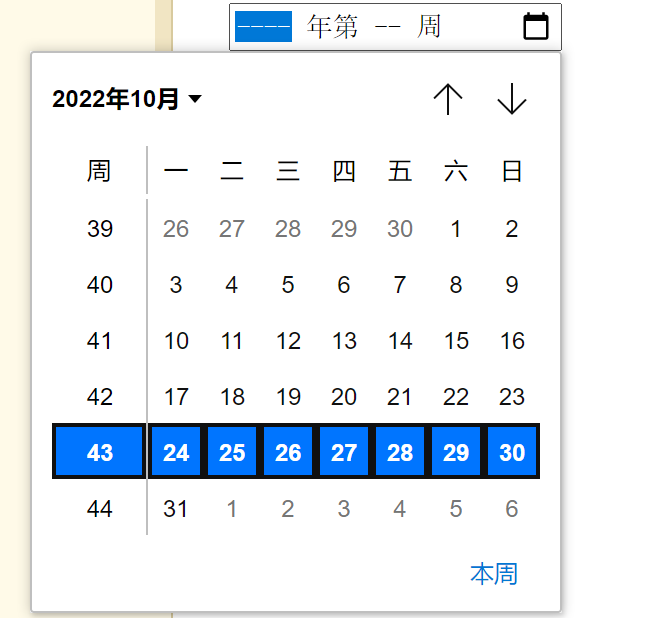 ---- 年第 -- 周
2022年10月
周 一 二 三 四 五 六 日
39 26 27 28 29 30 1 2
40 3 4 5 6 7 8 9
41 10 11 12 13 14 15 16
42 17 18 19 20 21 22 23
43 24 25 26 27 28 29 30
44 31 1 2 3 4 5 6
本周